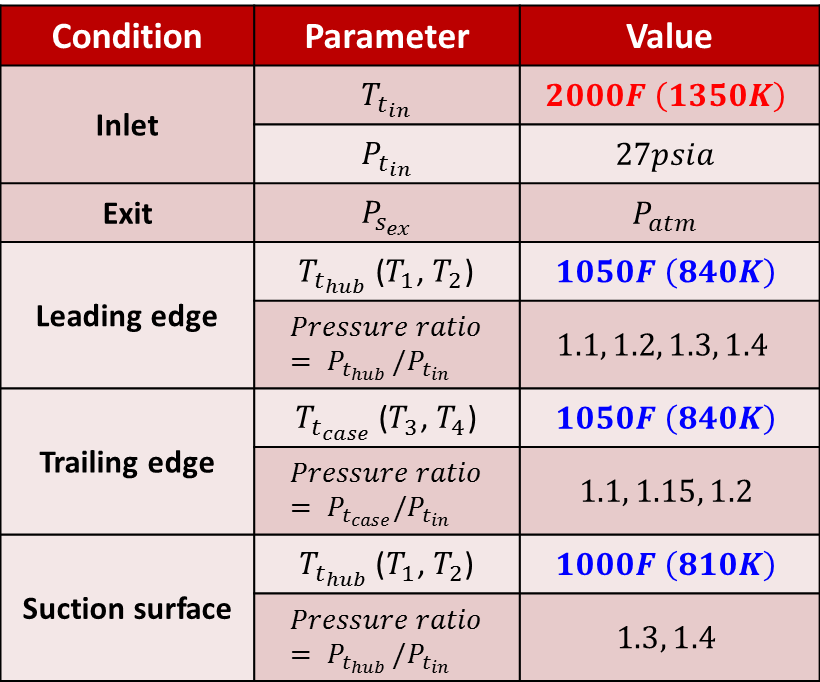 Condition Parameter Value
Inlet
T_{t_{in}} 2000F (1350K)
P_{t_{in}} 27psia
Exit P_{s_{ex}} P_{atm}
Leading edge
T_{t_{hub}} (T_1, T_2) 1050F (840K)
Pressure ratio
= P_{t_{hub}}/P_{t_{in}} 1.1, 1.2, 1.3, 1.4
Trailing edge
T_{t_{case}} (T_3, T_4) 1050F (840K)
Pressure ratio
= P_{t_{case}}/P_{t_{in}} 1.1, 1.15, 1.2
Suction surface
T_{t_{hub}} (T_1, T_2) 1000F (810K)
Pressure ratio
= P_{t_{hub}}/P_{t_{in}} 1.3, 1.4